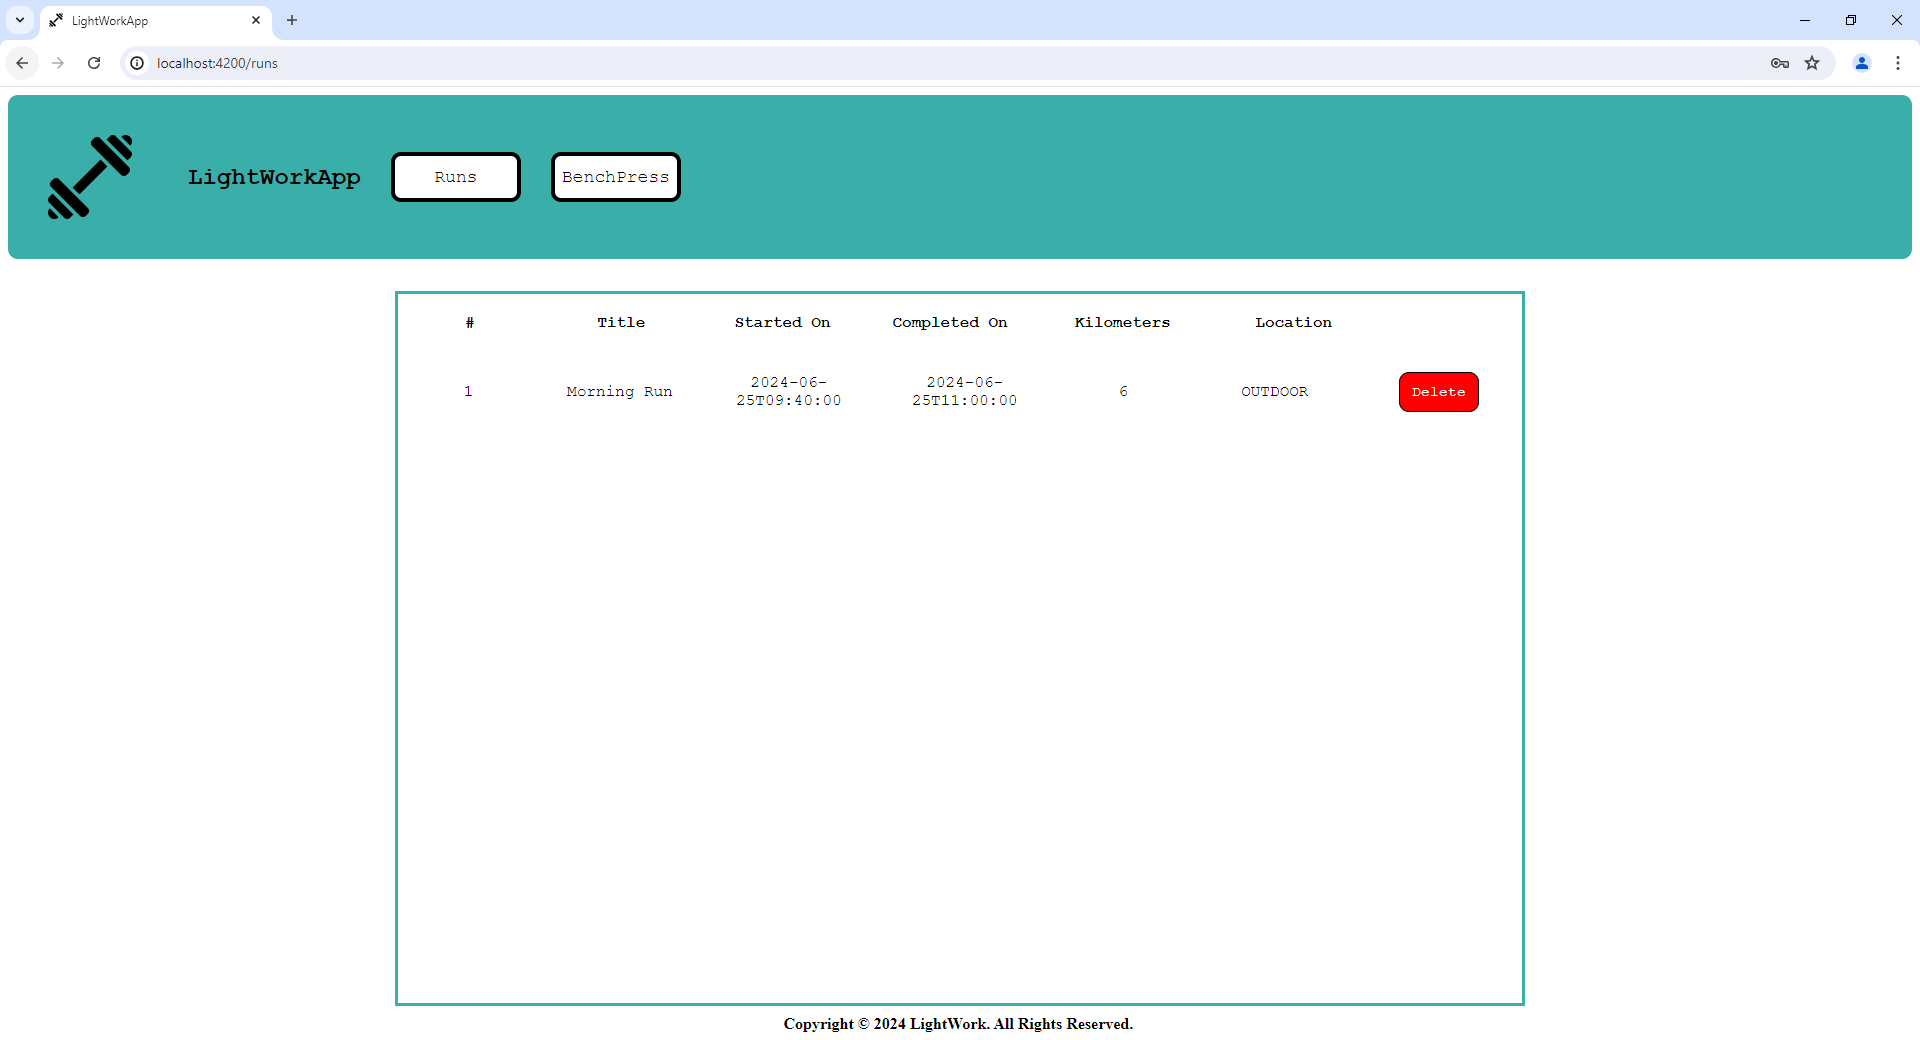 LightWorkApp
localhost:4200/runs
LightWorkApp Runs BenchPress
# Title Started On Completed On Kilometers Location
1 Morning Run 2024-06-25T09:40:00 2024-06-25T11:00:00 6 OUTDOOR Delete
Copyright © 2024 LightWork. All Rights Reserved.